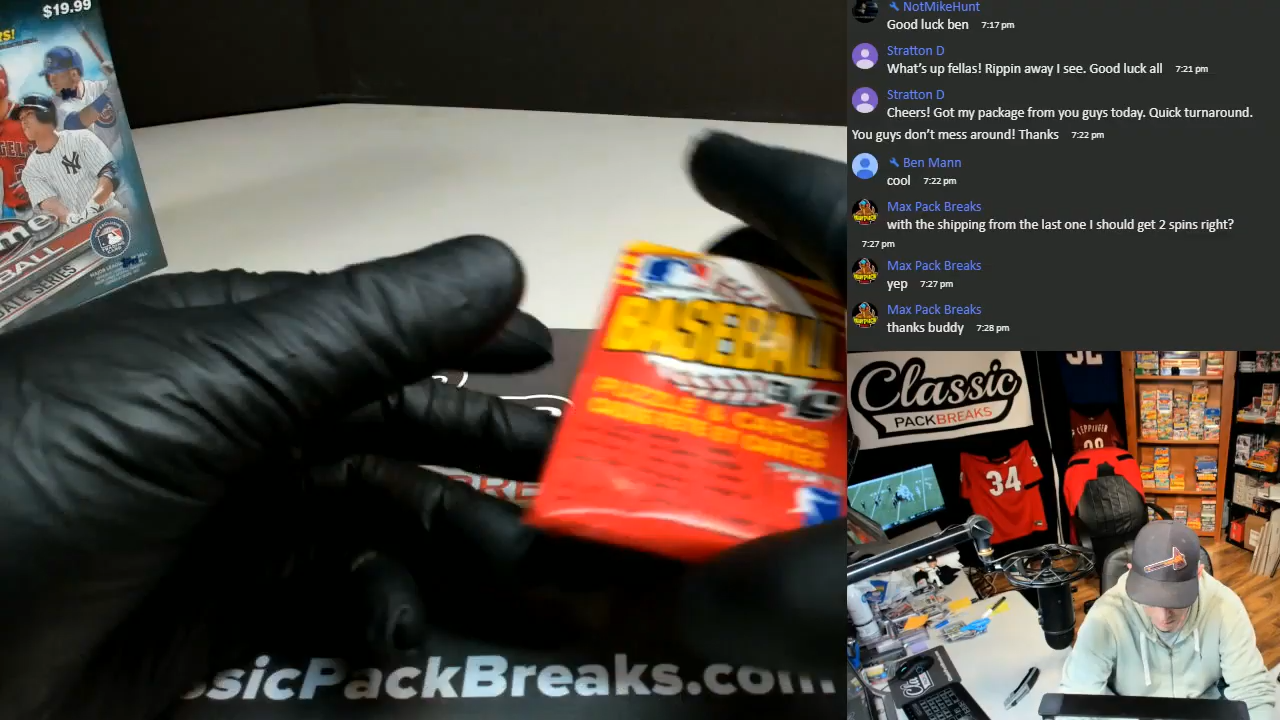 $19.99
BALL
ATE SERIES
BASEBALL
PUZZLE & CARDS
ssicPackBreaks.com
NotMikeHunt
Good luck ben 7:17 pm
Stratton D
What's up fellas! Rippin away I see. Good luck all 7:21 pm
Stratton D
Cheers! Got my package from you guys today. Quick turnaround.
You guys don't mess around! Thanks 7:22 pm
Ben Mann
cool 7:22 pm
Max Pack Breaks
with the shipping from the last one I should get 2 spins right?
7:27 pm
Max Pack Breaks
yep 7:27 pm
Max Pack Breaks
thanks buddy 7:28 pm
Classic
PACKBREAKS
34